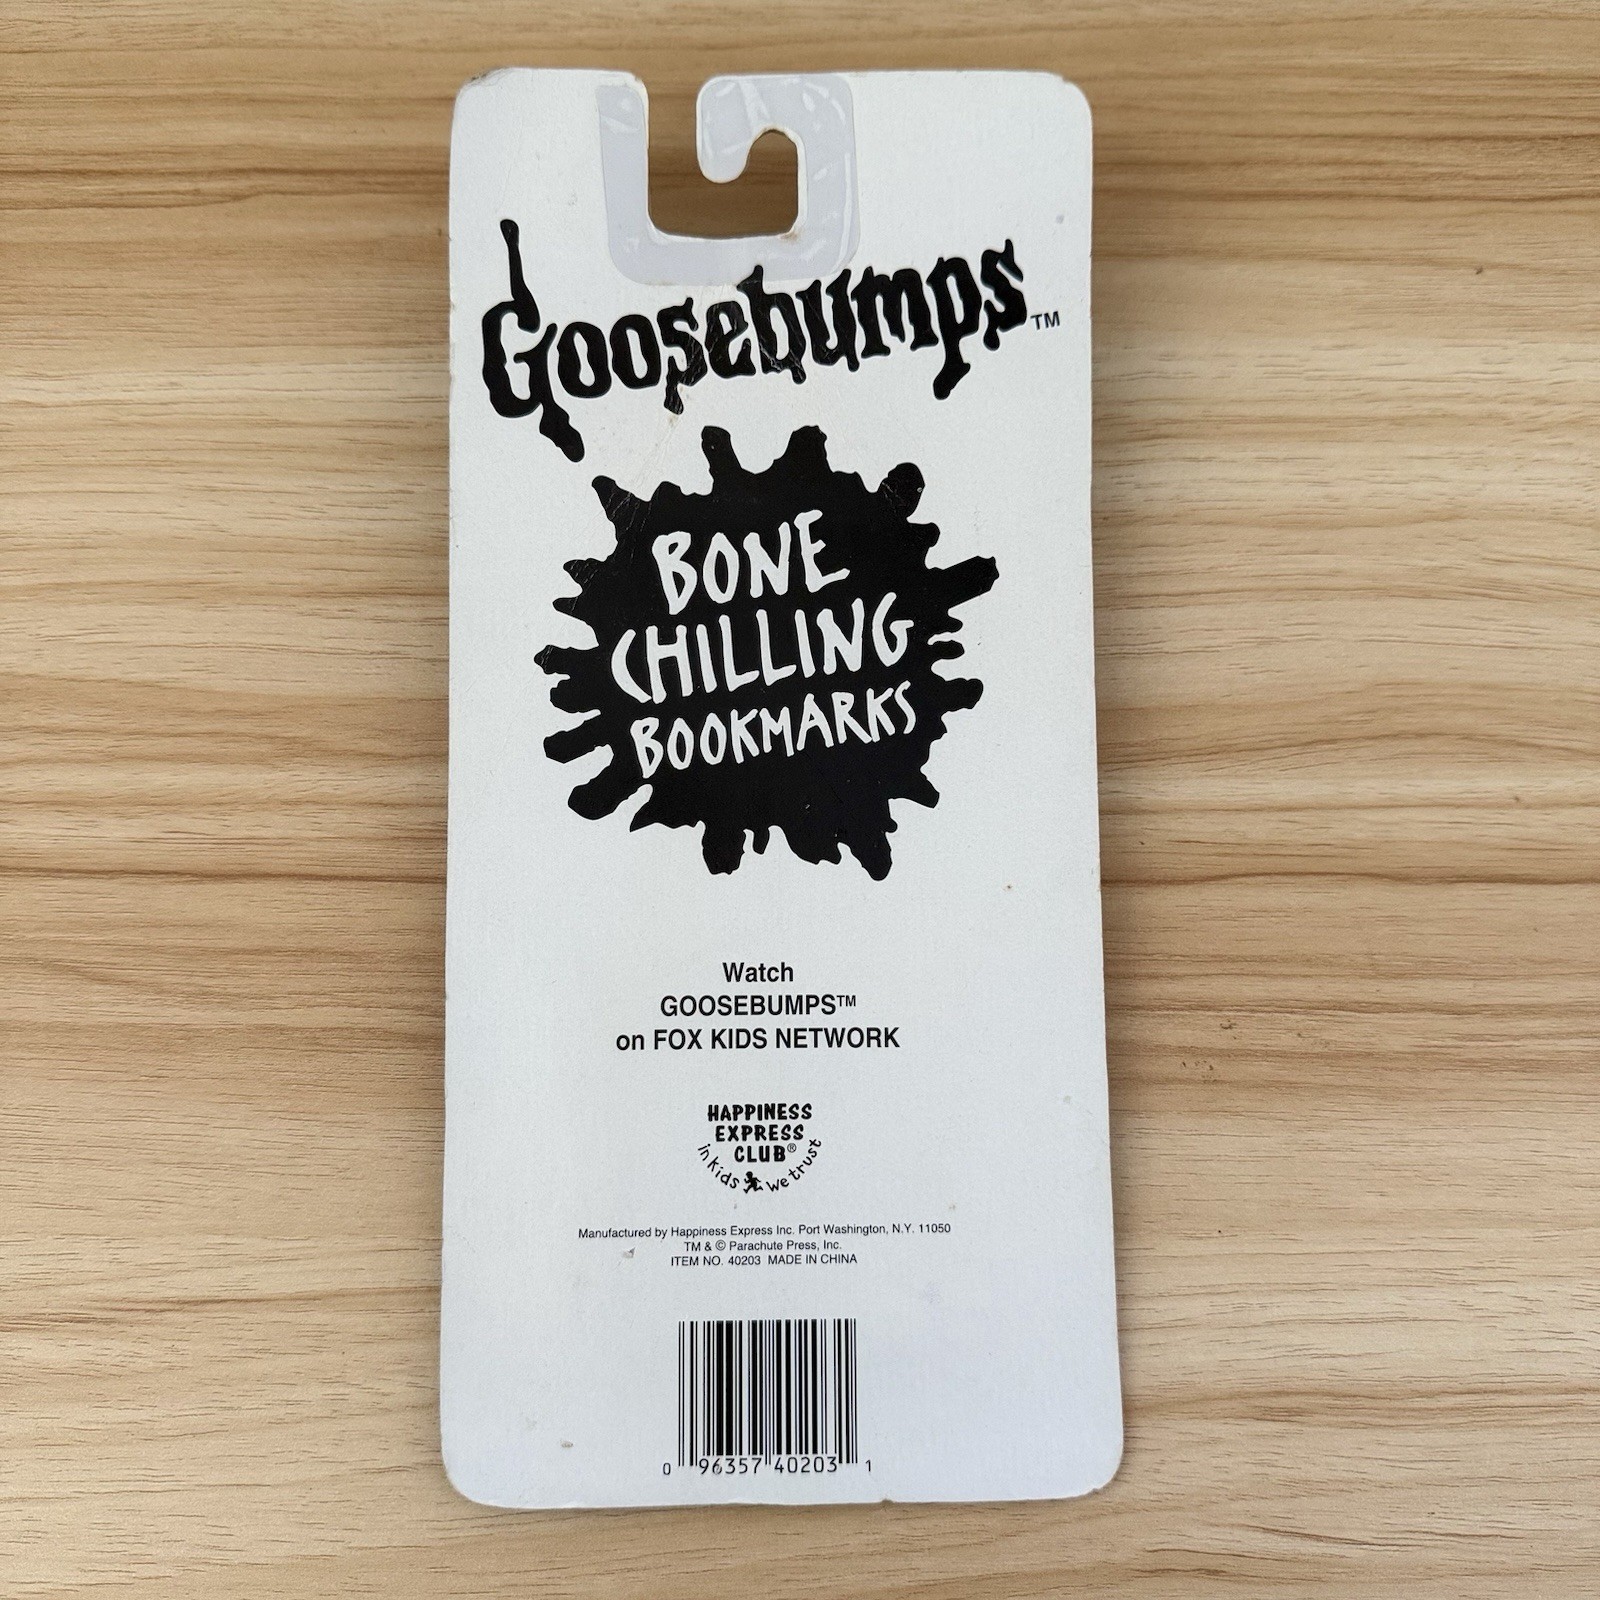 Goosebumps™
BONE
CHILLING
BOOKMARKS
Watch
GOOSEBUMPS™
on FOX KIDS NETWORK
HAPPINESS
EXPRESS
CLUB®
in kids we trust
Manufactured by Happiness Express Inc. Port Washington, N.Y. 11050
TM & © Parachute Press, Inc.
ITEM NO. 40203 MADE IN CHINA
0 96357 40203 1